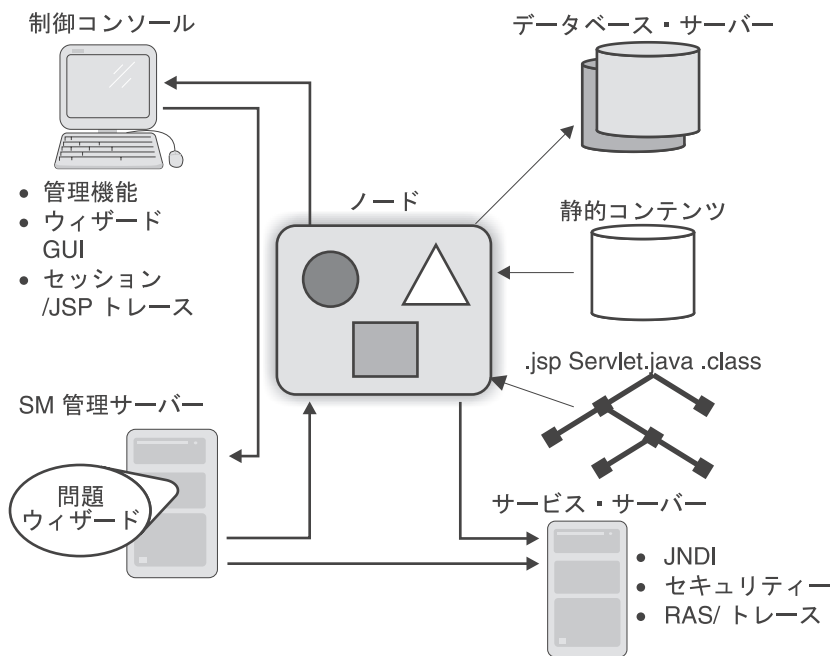 制御コンソール
データベース・サーバー
• 管理機能
• ウィザード
GUI
• セッション
/JSP トレース
ノード
静的コンテンツ
.jsp Servlet.java .class
SM 管理サーバー
問題
ウィザード
サービス・サーバー
• JNDI
• セキュリティー
• RAS/ トレース